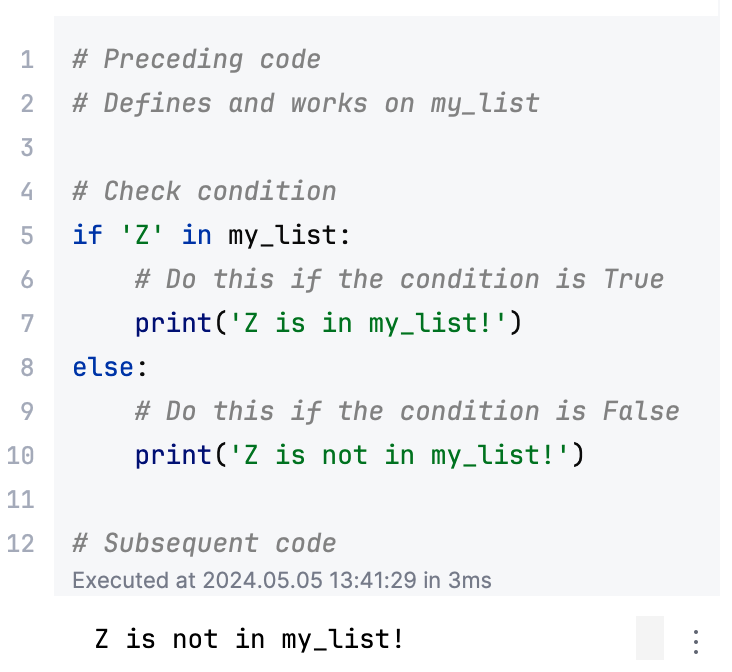 1 # Preceding code
2 # Defines and works on my_list
3
4 # Check condition
5 if 'Z' in my_list:
6     # Do this if the condition is True
7     print('Z is in my_list!')
8 else:
9     # Do this if the condition is False
10     print('Z is not in my_list!')
11
12 # Subsequent code
Executed at 2024.05.05 13:41:29 in 3ms
Z is not in my_list!